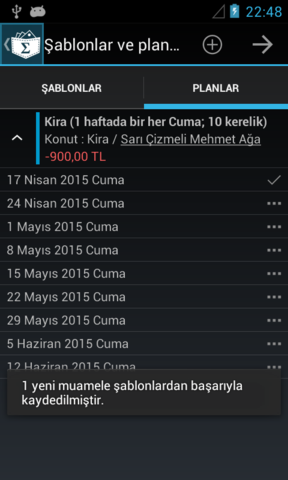 22:48
Şablonlar ve plan...
ŞABLONLAR
PLANLAR
Kira (1 haftada bir her Cuma; 10 kerelik)
Konut : Kira / Sarı Çizmeli Mehmet Ağa
-900,00 TL
17 Nisan 2015 Cuma
24 Nisan 2015 Cuma
1 Mayıs 2015 Cuma
8 Mayıs 2015 Cuma
15 Mayıs 2015 Cuma
22 Mayıs 2015 Cuma
29 Mayıs 2015 Cuma
5 Haziran 2015 Cuma
12 Haziran 2015 Cuma
1 yeni muamele şablonlardan başarıyla
kaydedilmiştir.